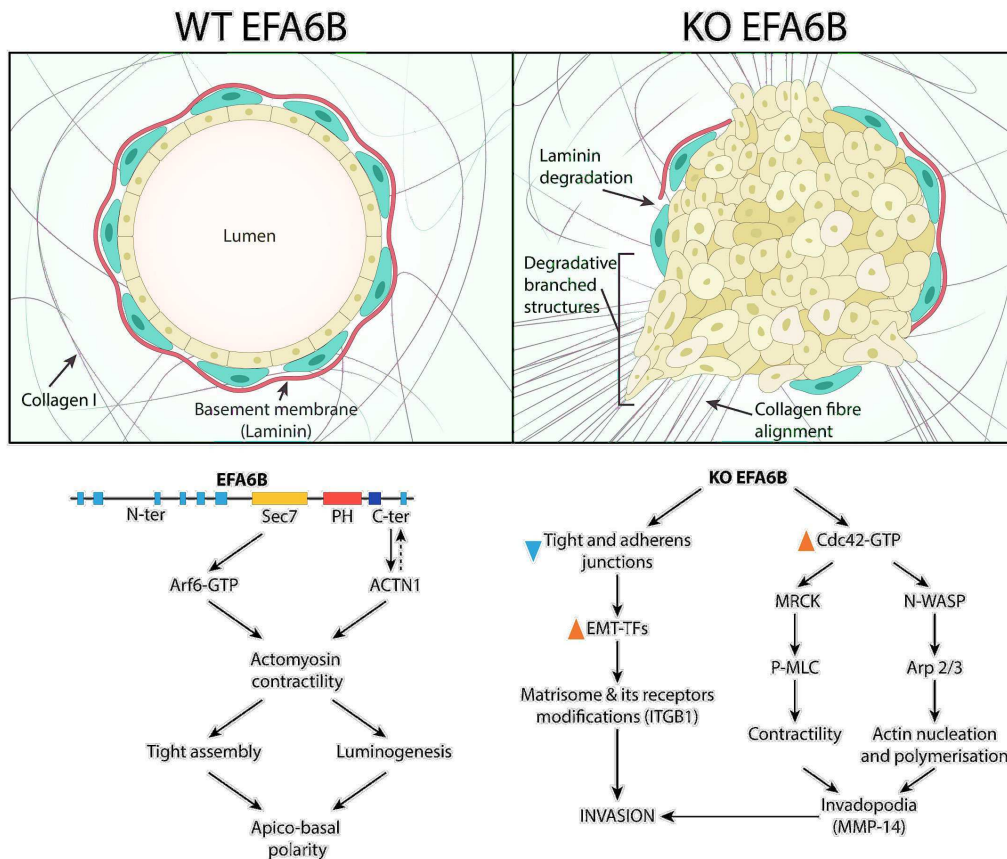 WT EFA6B
KO EFA6B
Lumen
Collagen I
Basement membrane
(Laminin)
Laminin
degradation
Degradative
branched
structures
Collagen fibre
alignment
EFA6B
N-ter
Sec7
PH
C-ter
Arf6-GTP
ACTN1
Actomyosin
contractility
Tight assembly
Luminogenesis
Apico-basal
polarity
KO EFA6B
Tight and adherens
junctions
Cdc42-GTP
EMT-TFs
MRCK
N-WASP
Matrisome & its receptors
modifications (ITGB1)
P-MLC
Arp 2/3
Contractility
Actin nucleation
and polymerisation
INVASION
Invadopodia
(MMP-14)